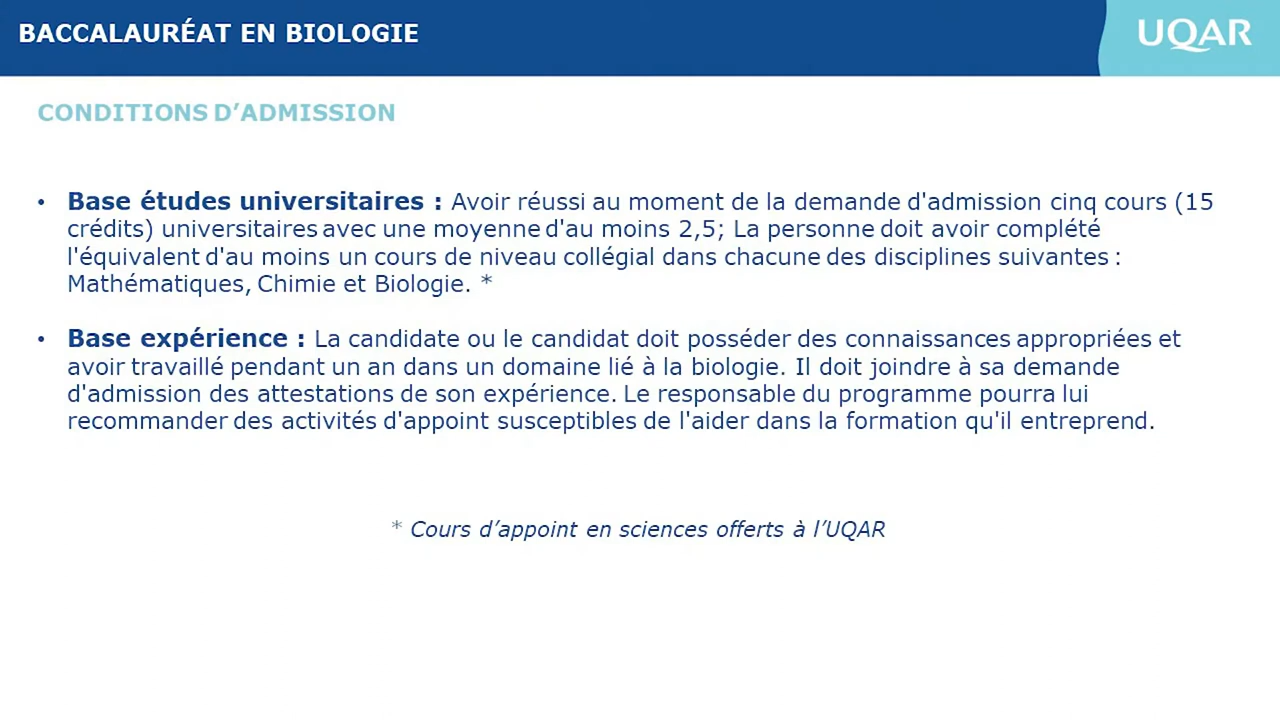 BACCALAURÉAT EN BIOLOGIE
UQAR
CONDITIONS D’ADMISSION
• Base études universitaires : Avoir réussi au moment de la demande d'admission cinq cours (15
crédits) universitaires avec une moyenne d'au moins 2,5; La personne doit avoir complété
l'équivalent d'au moins un cours de niveau collégial dans chacune des disciplines suivantes :
Mathématiques, Chimie et Biologie. *
• Base expérience : La candidate ou le candidat doit posséder des connaissances appropriées et
avoir travaillé pendant un an dans un domaine lié à la biologie. Il doit joindre à sa demande
d'admission des attestations de son expérience. Le responsable du programme pourra lui
recommander des activités d'appoint susceptibles de l'aider dans la formation qu'il entreprend.
* Cours d’appoint en sciences offerts à l’UQAR